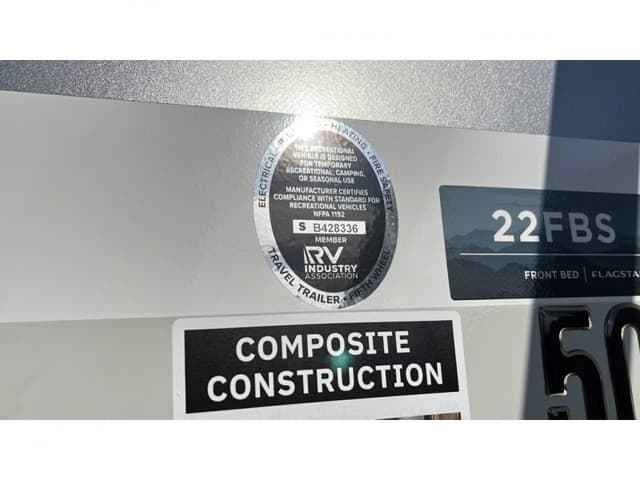 ELECTRICAL • PLUMBING • HEATING • FIRE SAFETY
THIS RECREATIONAL
VEHICLE IS DESIGNED
FOR TEMPORARY
RECREATIONAL, CAMPING,
OR SEASONAL USE
MANUFACTURER CERTIFIES
COMPLIANCE WITH STANDARD FOR
RECREATIONAL VEHICLES
NFPA 1192
S B428336
MEMBER
RV
INDUSTRY
ASSOCIATION
TRAVEL TRAILER • FIFTH WHEEL
22FBS
FRONT BED | FLAGSTA
50
COMPOSITE
CONSTRUCTION